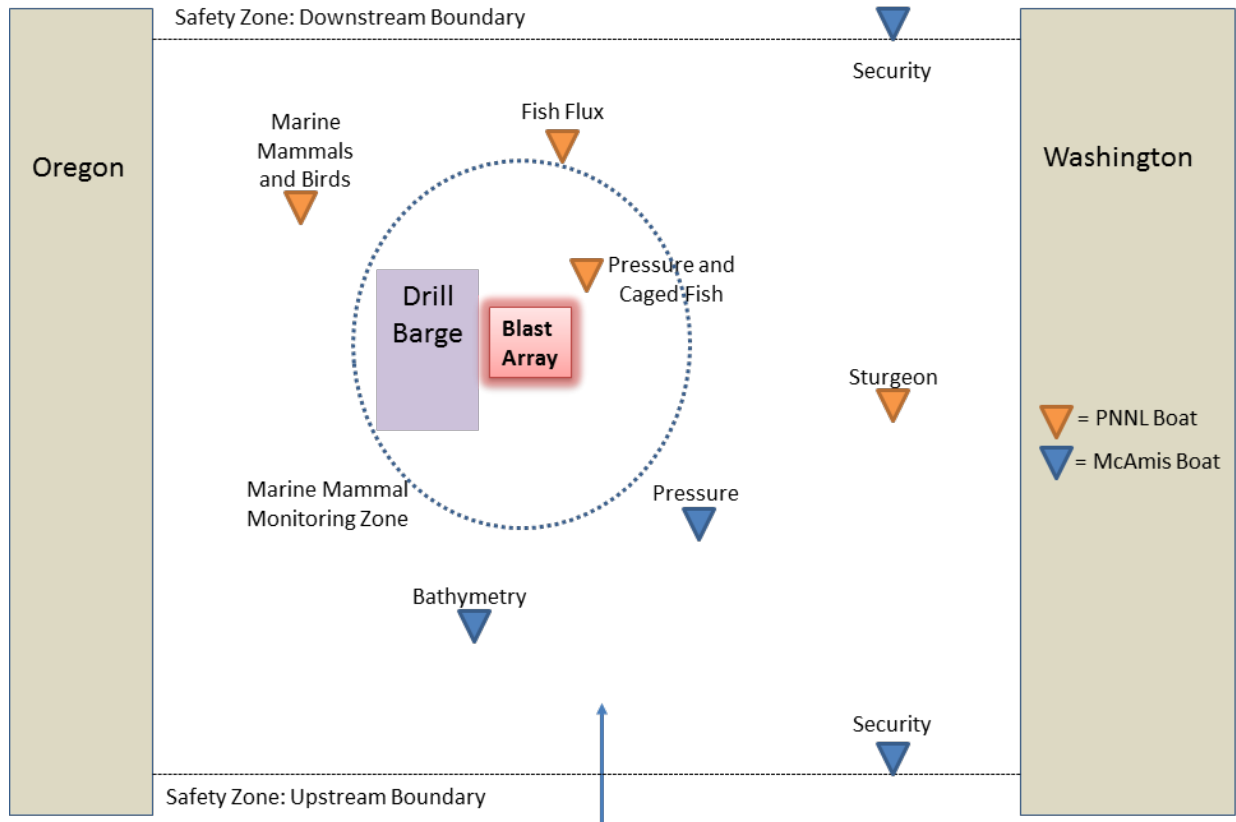 Safety Zone: Downstream Boundary
Security
Fish Flux
Marine
Mammals
and Birds
Oregon
Washington
Pressure and
Caged Fish
Drill
Barge
Blast
Array
Sturgeon
= PNNL Boat
= McAmis Boat
Marine Mammal
Monitoring Zone
Pressure
Bathymetry
Security
Safety Zone: Upstream Boundary